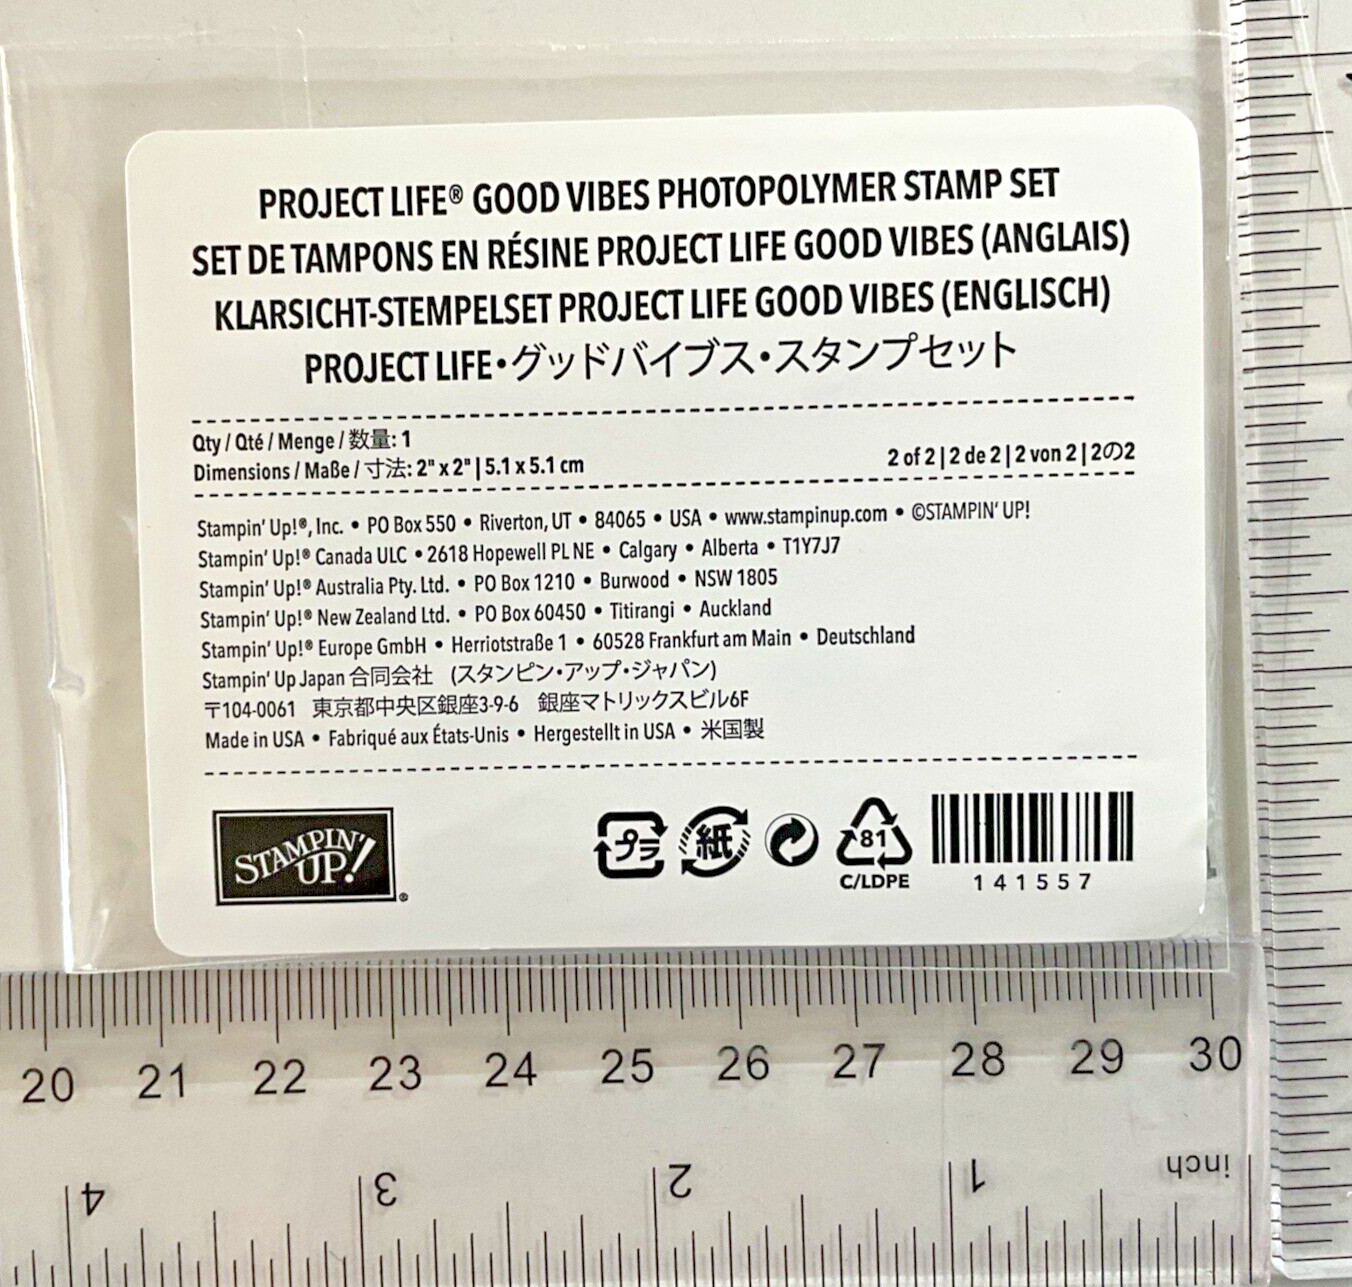 PROJECT LIFE® GOOD VIBES PHOTOPOLYMER STAMP SET
SET DE TAMPONS EN RÉSINE PROJECT LIFE GOOD VIBES (ANGLAIS)
KLARSICHT-STEMPELSET PROJECT LIFE GOOD VIBES (ENGLISCH)
PROJECT LIFE・グッドバイブス・スタンプセット
Qty / Qté / Menge / 数量: 1
Dimensions / Maße / 寸法: 2" x 2" | 5.1 x 5.1 cm
2 of 2 | 2 de 2 | 2 von 2 | 2の2
Stampin' Up!®, Inc. • PO Box 550 • Riverton, UT • 84065 • USA • www.stampinup.com • ©STAMPIN' UP!
Stampin' Up!® Canada ULC • 2618 Hopewell PL NE • Calgary • Alberta • T1Y7J7
Stampin' Up!® Australia Pty. Ltd. • PO Box 1210 • Burwood • NSW 1805
Stampin' Up!® New Zealand Ltd. • PO Box 60450 • Titirangi • Auckland
Stampin' Up!® Europe GmbH • Herriotstraße 1 • 60528 Frankfurt am Main • Deutschland
Stampin' Up Japan 合同会社 (スタンピン・アップ・ジャパン)
〒104-0061 東京都中央区銀座3-9-6 銀座マトリックスビル6F
Made in USA • Fabriqué aux États-Unis • Hergestellt in USA • 米国製
STAMPIN' UP!®
プラ
紙
81
C/LDPE
141557
20 21 22 23 24 25 26 27 28 29 30
4 3 2 1 inch